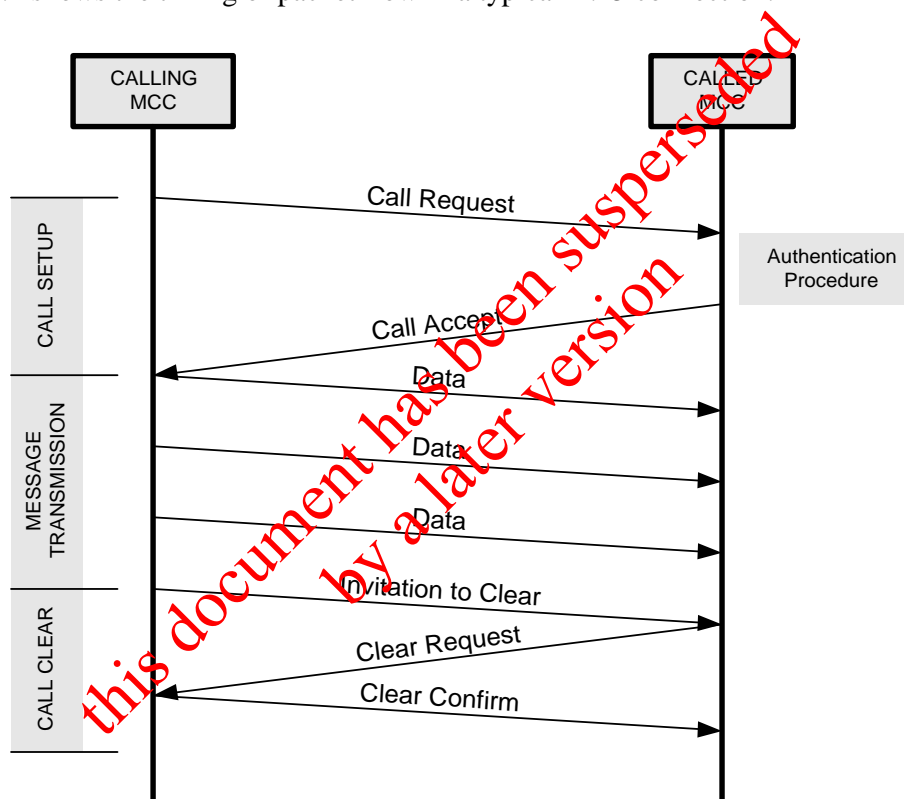 CALLING
MCC
CALLED
MCC
Call Request
CALL SETUP
Authentication
Procedure
Call Accept
Data
MESSAGE
TRANSMISSION
Data
Data
Invitation to Clear
CALL CLEAR
Clear Request
Clear Confirm
this document has been susperseded
by a later version